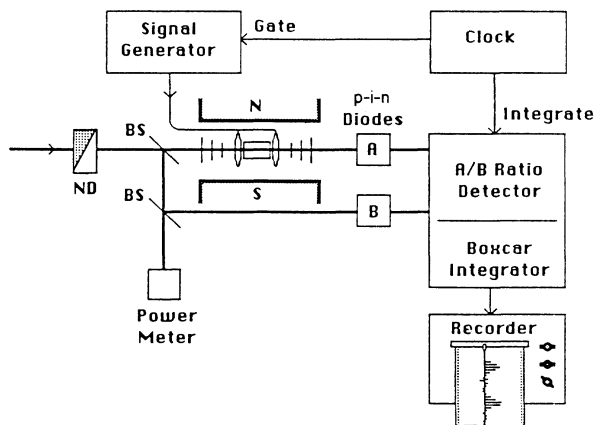 Signal
Generator
Gate
Clock
N
p-i-n
Diodes
Integrate
BS
A
A/B Ratio
Detector
ND
BS
S
B
Boxcar
Integrator
Power
Meter
Recorder